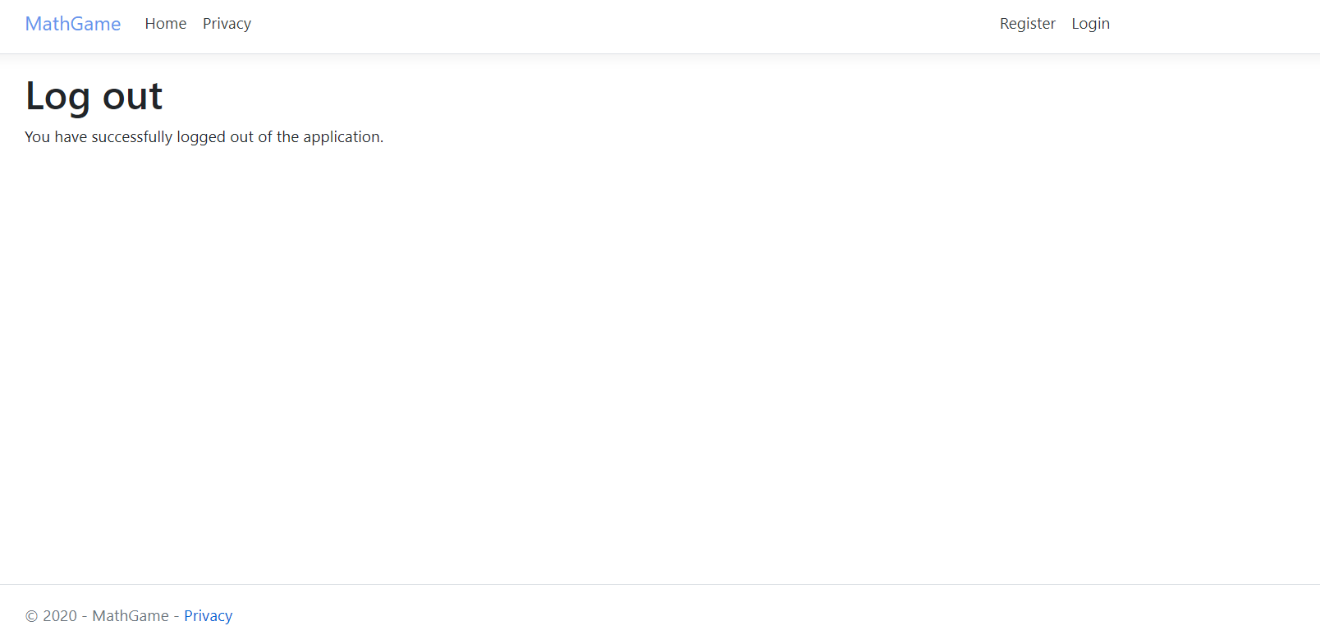 MathGame Home Privacy Register Login
Log out
You have successfully logged out of the application.
© 2020 - MathGame - Privacy